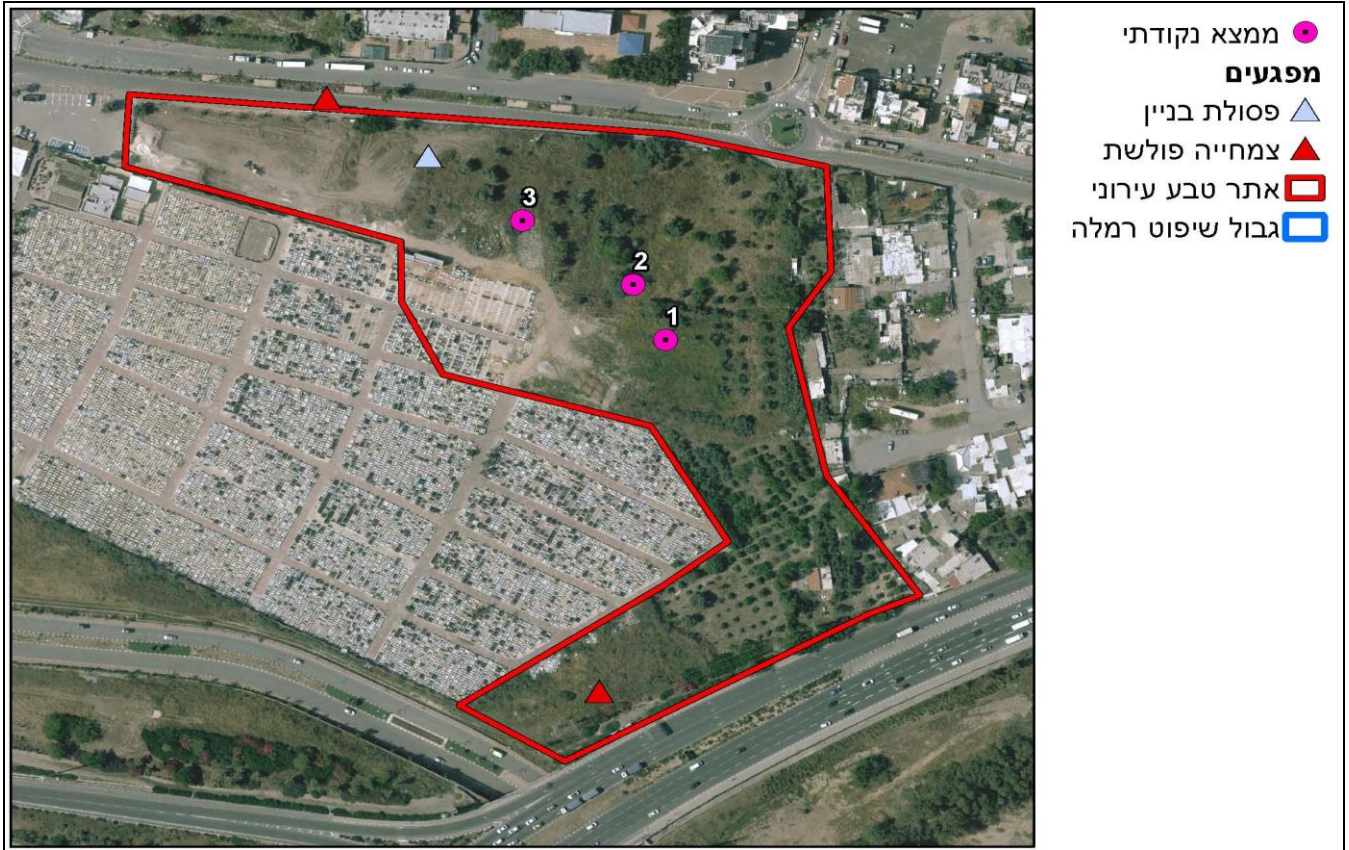 ממצא נקודתי
מפגעים
פסולת בניין
צמחייה פולשת
אתר טבע עירוני
גבול שיפוט רמלה
3
2
1